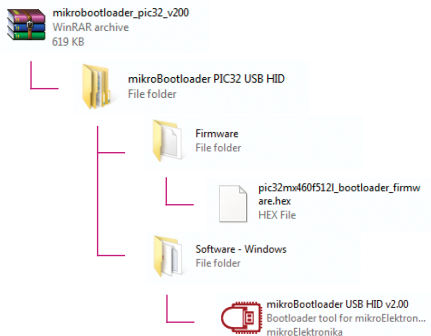 mikrobootloader_pic32_v200
WinRAR archive
619 KB
mikroBootloader PIC32 USB HID
File folder
Firmware
File folder
pic32mx460f512l_bootloader_firmw
are.hex
HEX File
Software - Windows
File folder
mikroBootloader USB HID v2.00
Bootloader tool for mikroElektron...
mikroElektronika